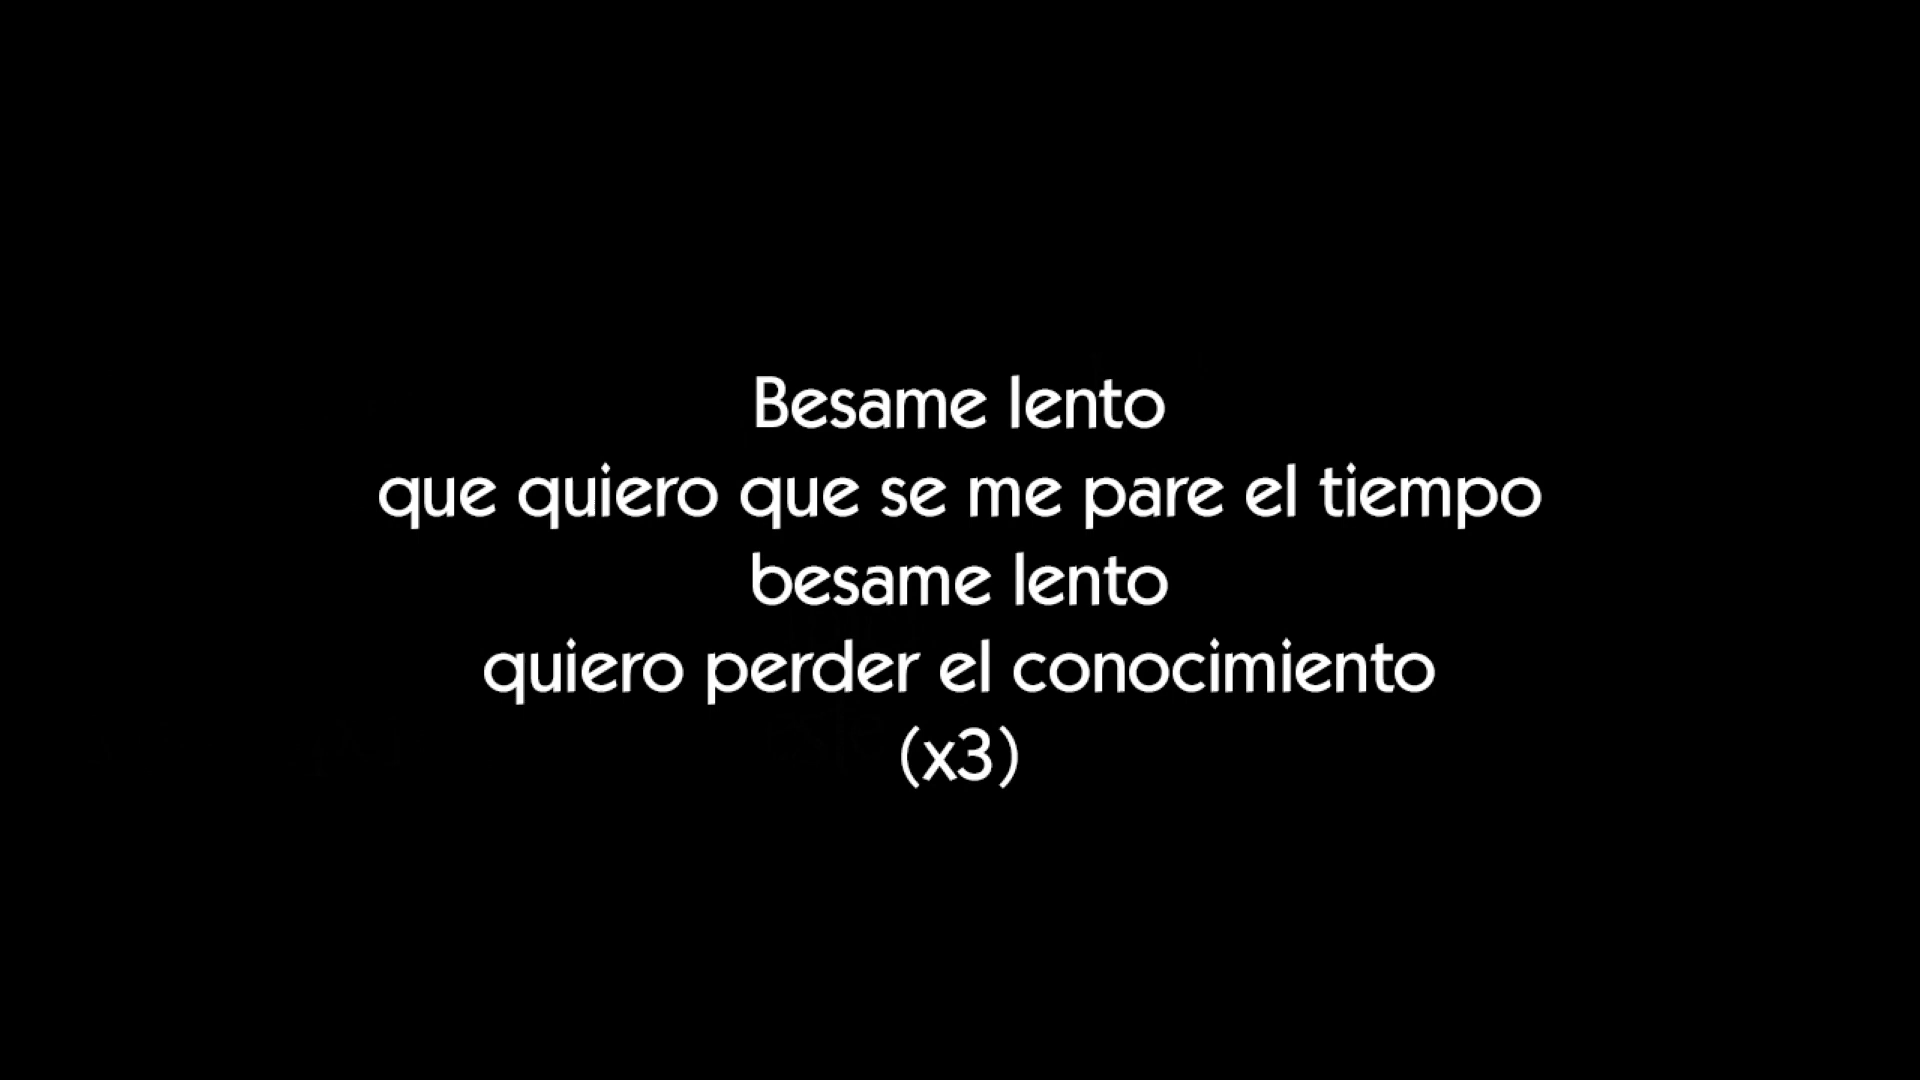 Besame lento
que quiero que se me pare el tiempo
besame lento
quiero perder el conocimiento
(x3)